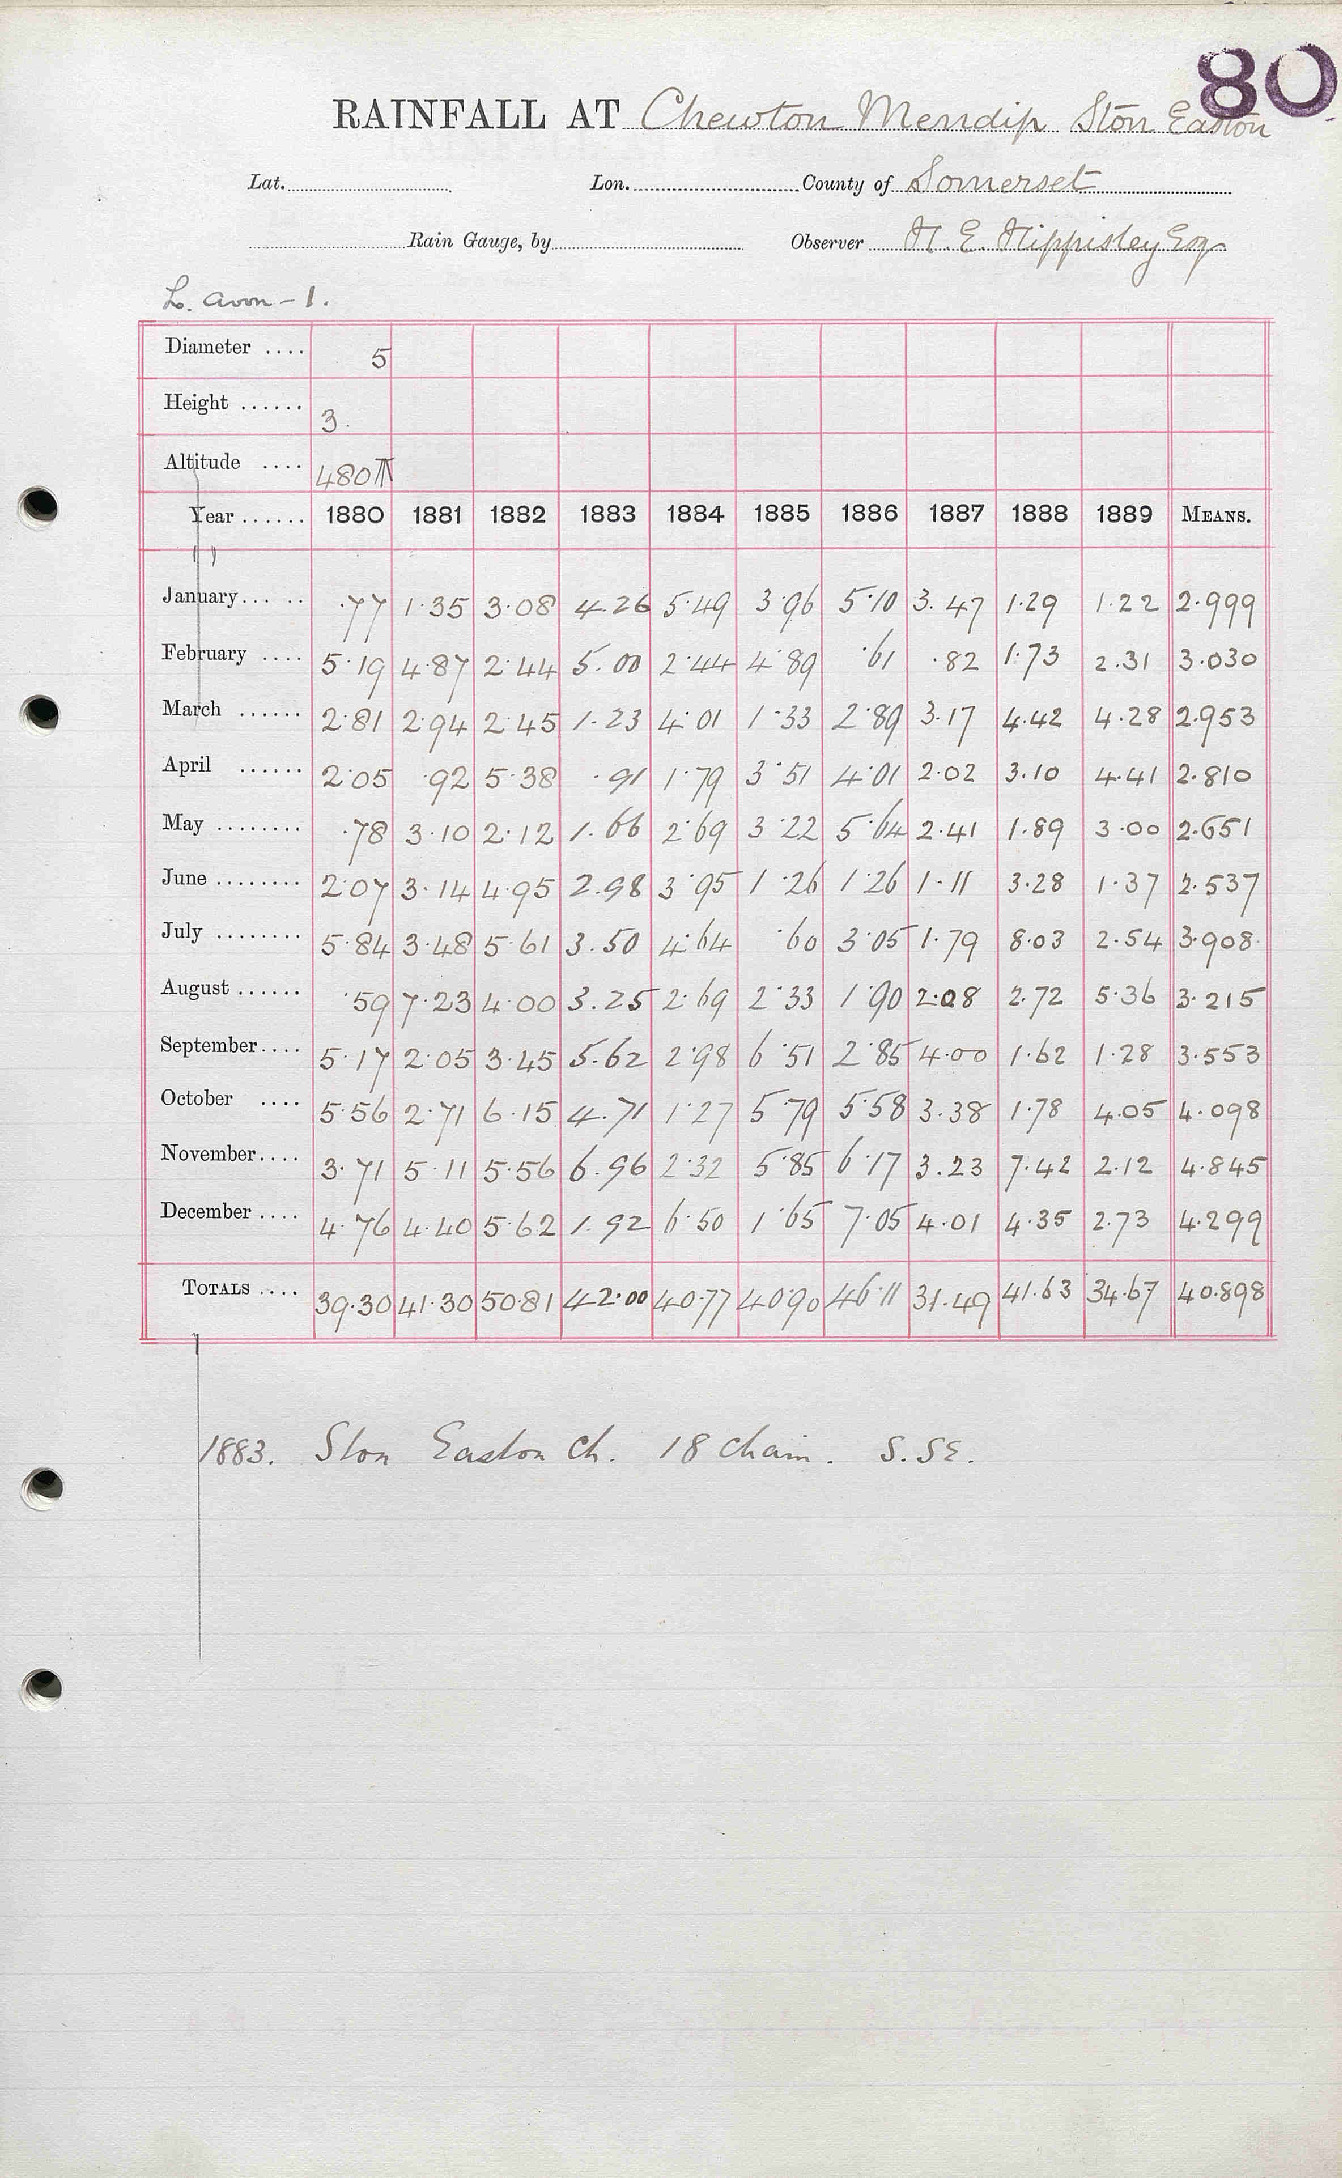 80
RAINFALL AT Chewton Mendip Ston Easton
Lat. Lon. County of Somerset
Rain Gauge, by Observer H. E. Hippisley Esq.
L. Avon - 1.
Diameter .... 5
Height ...... 3
Altitude .... 480 ft
Year ...... 1880 1881 1882 1883 1884 1885 1886 1887 1888 1889 MEANS.
January ..... .77 1.35 3.08 4.26 5.49 3.96 5.10 3.47 1.29 1.22 2.999
February .... 5.19 4.87 2.44 5.00 2.44 4.89 .61 .82 1.73 2.31 3.030
March ...... 2.81 2.94 2.45 1.23 4.01 1.33 2.89 3.17 4.42 4.28 2.953
April ...... 2.05 .92 5.38 .91 1.79 3.51 4.01 2.02 3.10 4.41 2.810
May ........ .78 3.10 2.12 1.66 2.69 3.22 5.64 2.41 1.89 3.00 2.651
June ........ 2.07 3.14 4.95 2.98 3.95 1.26 1.26 1.11 3.28 1.37 2.537
July ........ 5.84 3.48 5.61 3.50 4.64 .60 3.05 1.79 8.03 2.54 3.908
August ...... .59 7.23 4.00 3.25 2.69 2.33 1.90 2.08 2.72 5.36 3.215
September .... 5.17 2.05 3.45 5.62 2.98 6.51 2.85 4.00 1.62 1.28 3.553
October .... 5.56 2.71 6.15 4.71 1.27 5.79 5.58 3.38 1.78 4.05 4.098
November .... 3.71 5.11 5.56 6.96 2.32 5.85 6.17 3.23 7.42 2.12 4.845
December .... 4.76 4.40 5.62 1.92 6.50 1.65 7.05 4.01 4.35 2.73 4.299
TOTALS .... 39.30 41.30 50.81 42.00 40.77 40.90 46.11 31.49 41.63 34.67 40.898
1883. Ston Easton Ch. 18 chain. S.SE.